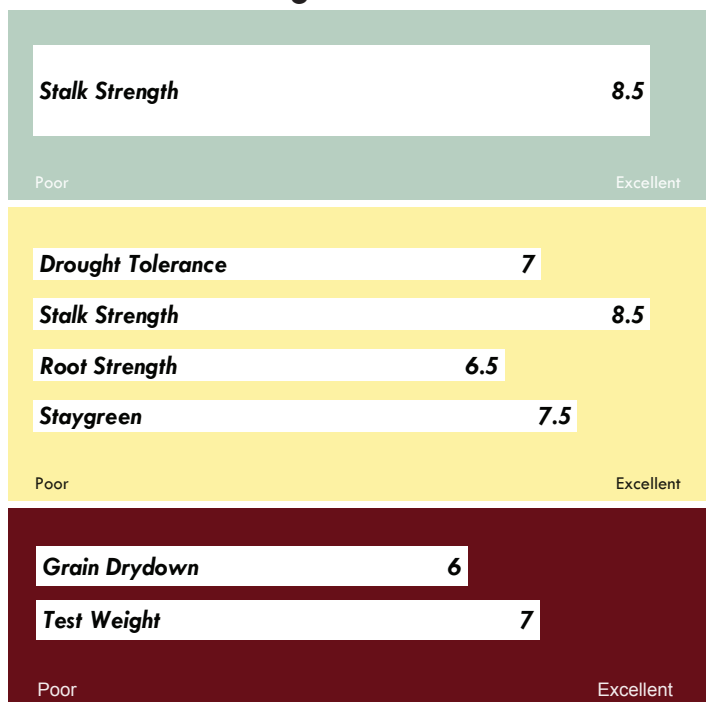 Stalk Strength 8.5
Poor Excellent
Drought Tolerance 7
Stalk Strength 8.5
Root Strength 6.5
Staygreen 7.5
Poor Excellent
Grain Drydown 6
Test Weight 7
Poor Excellent